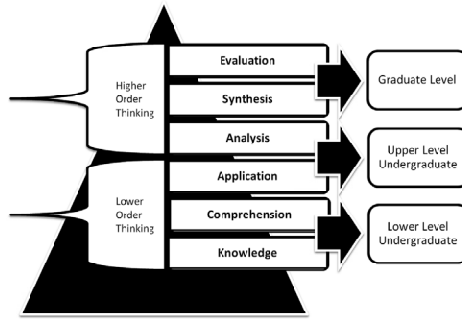 Higher
Order
Thinking
Lower
Order
Thinking
Evaluation
Synthesis
Analysis
Application
Comprehension
Knowledge
Graduate Level
Upper Level
Undergraduate
Lower Level
Undergraduate